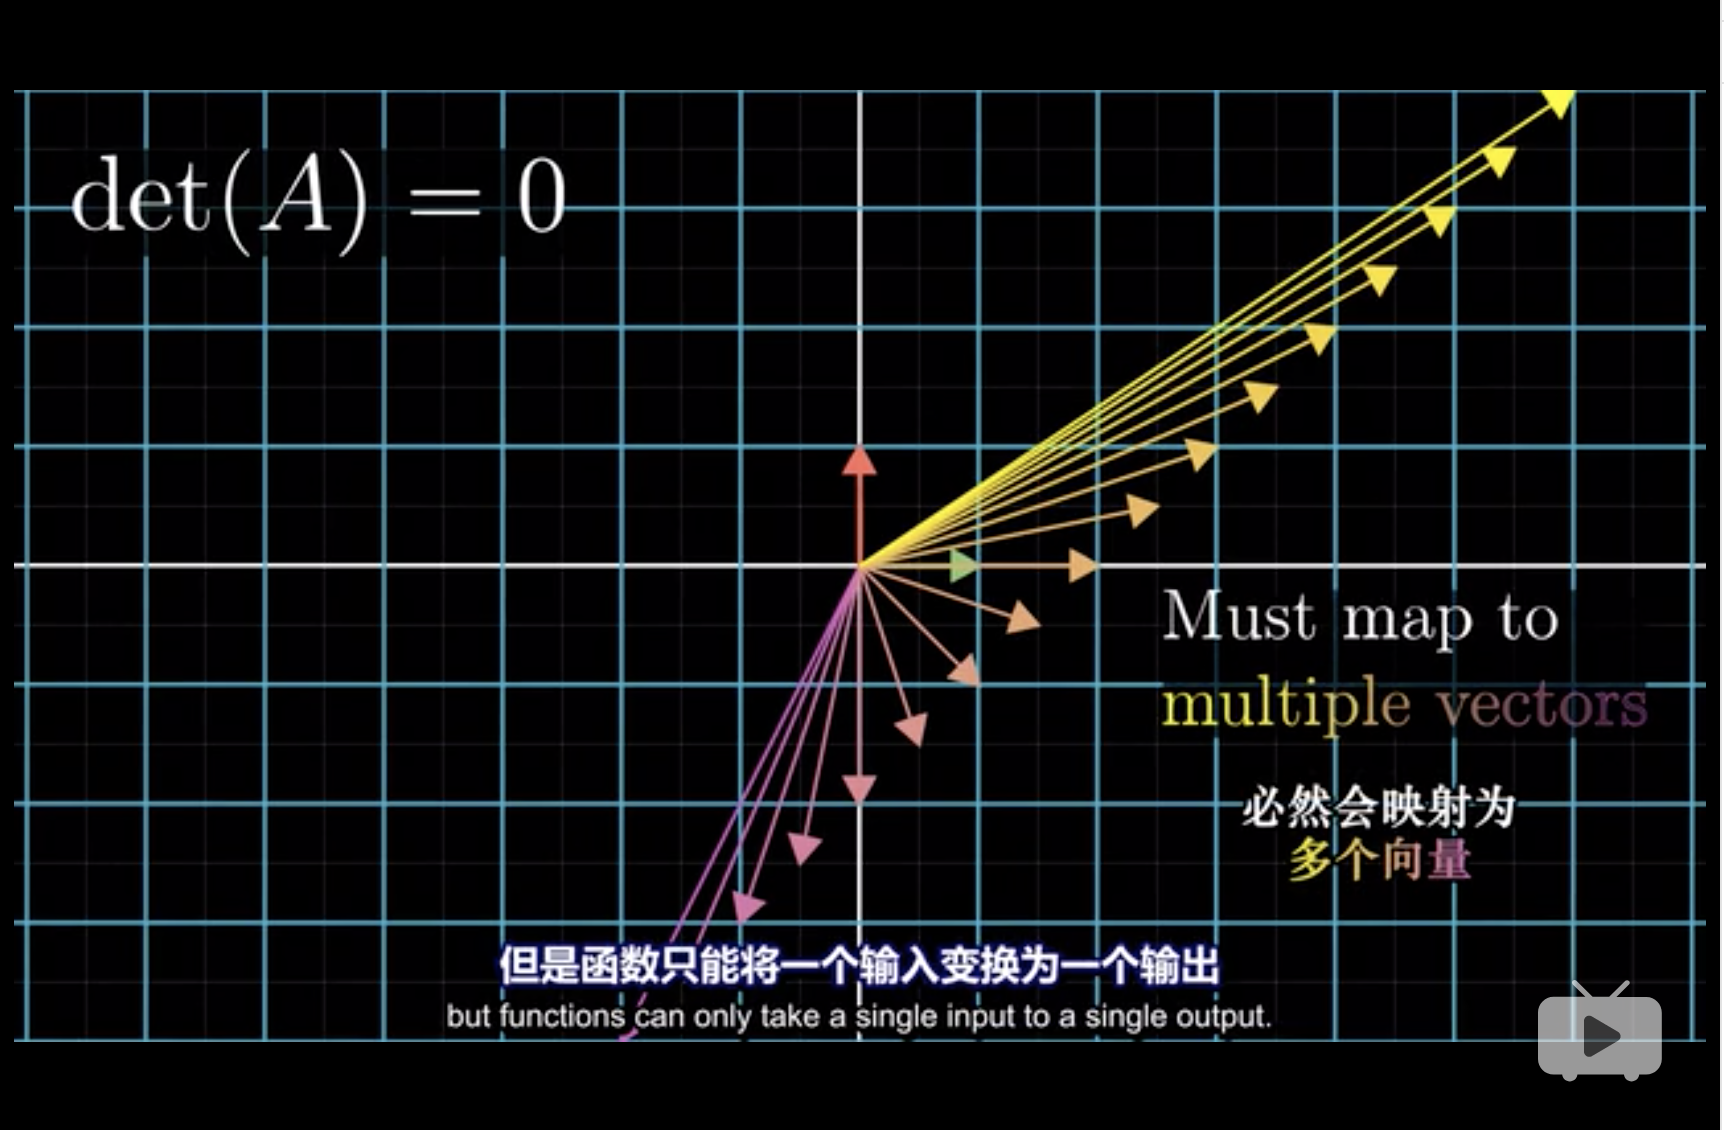 det(A) = 0
Must map to
multiple vectors
必然会映射为
多个向量
但是函数只能将一个输入变换为一个输出
but functions can only take a single input to a single output.